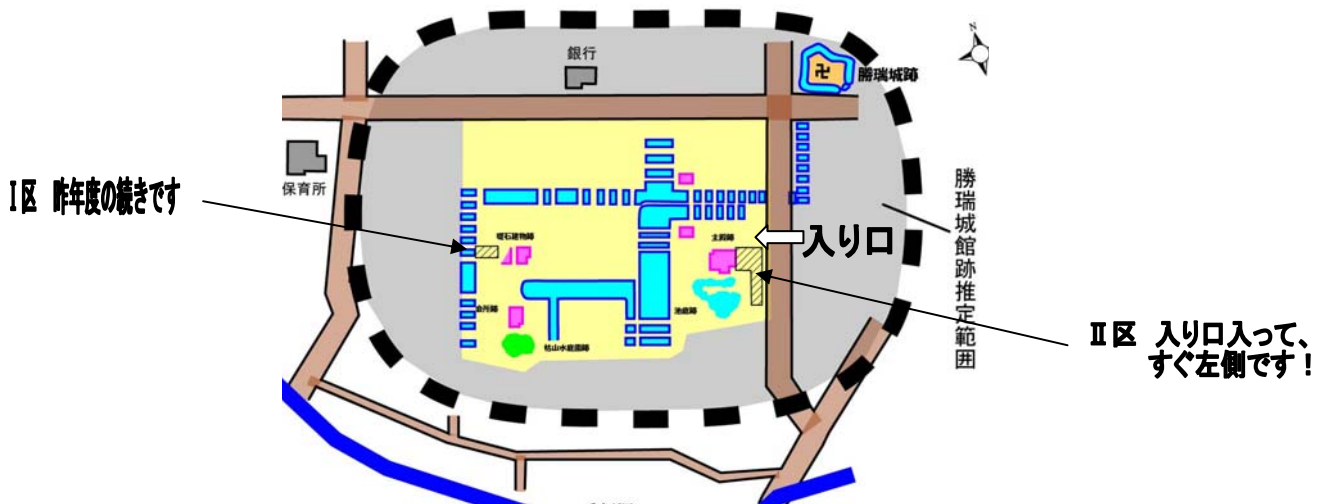 N
銀行
卍
勝瑞城跡
保育所
Ⅰ区 昨年度の続きです
勝瑞城館跡推定範囲
礎石建物跡
主殿跡
入り口
会所跡
池庭跡
枯山水庭園跡
Ⅱ区 入り口入って、
すぐ左側です！